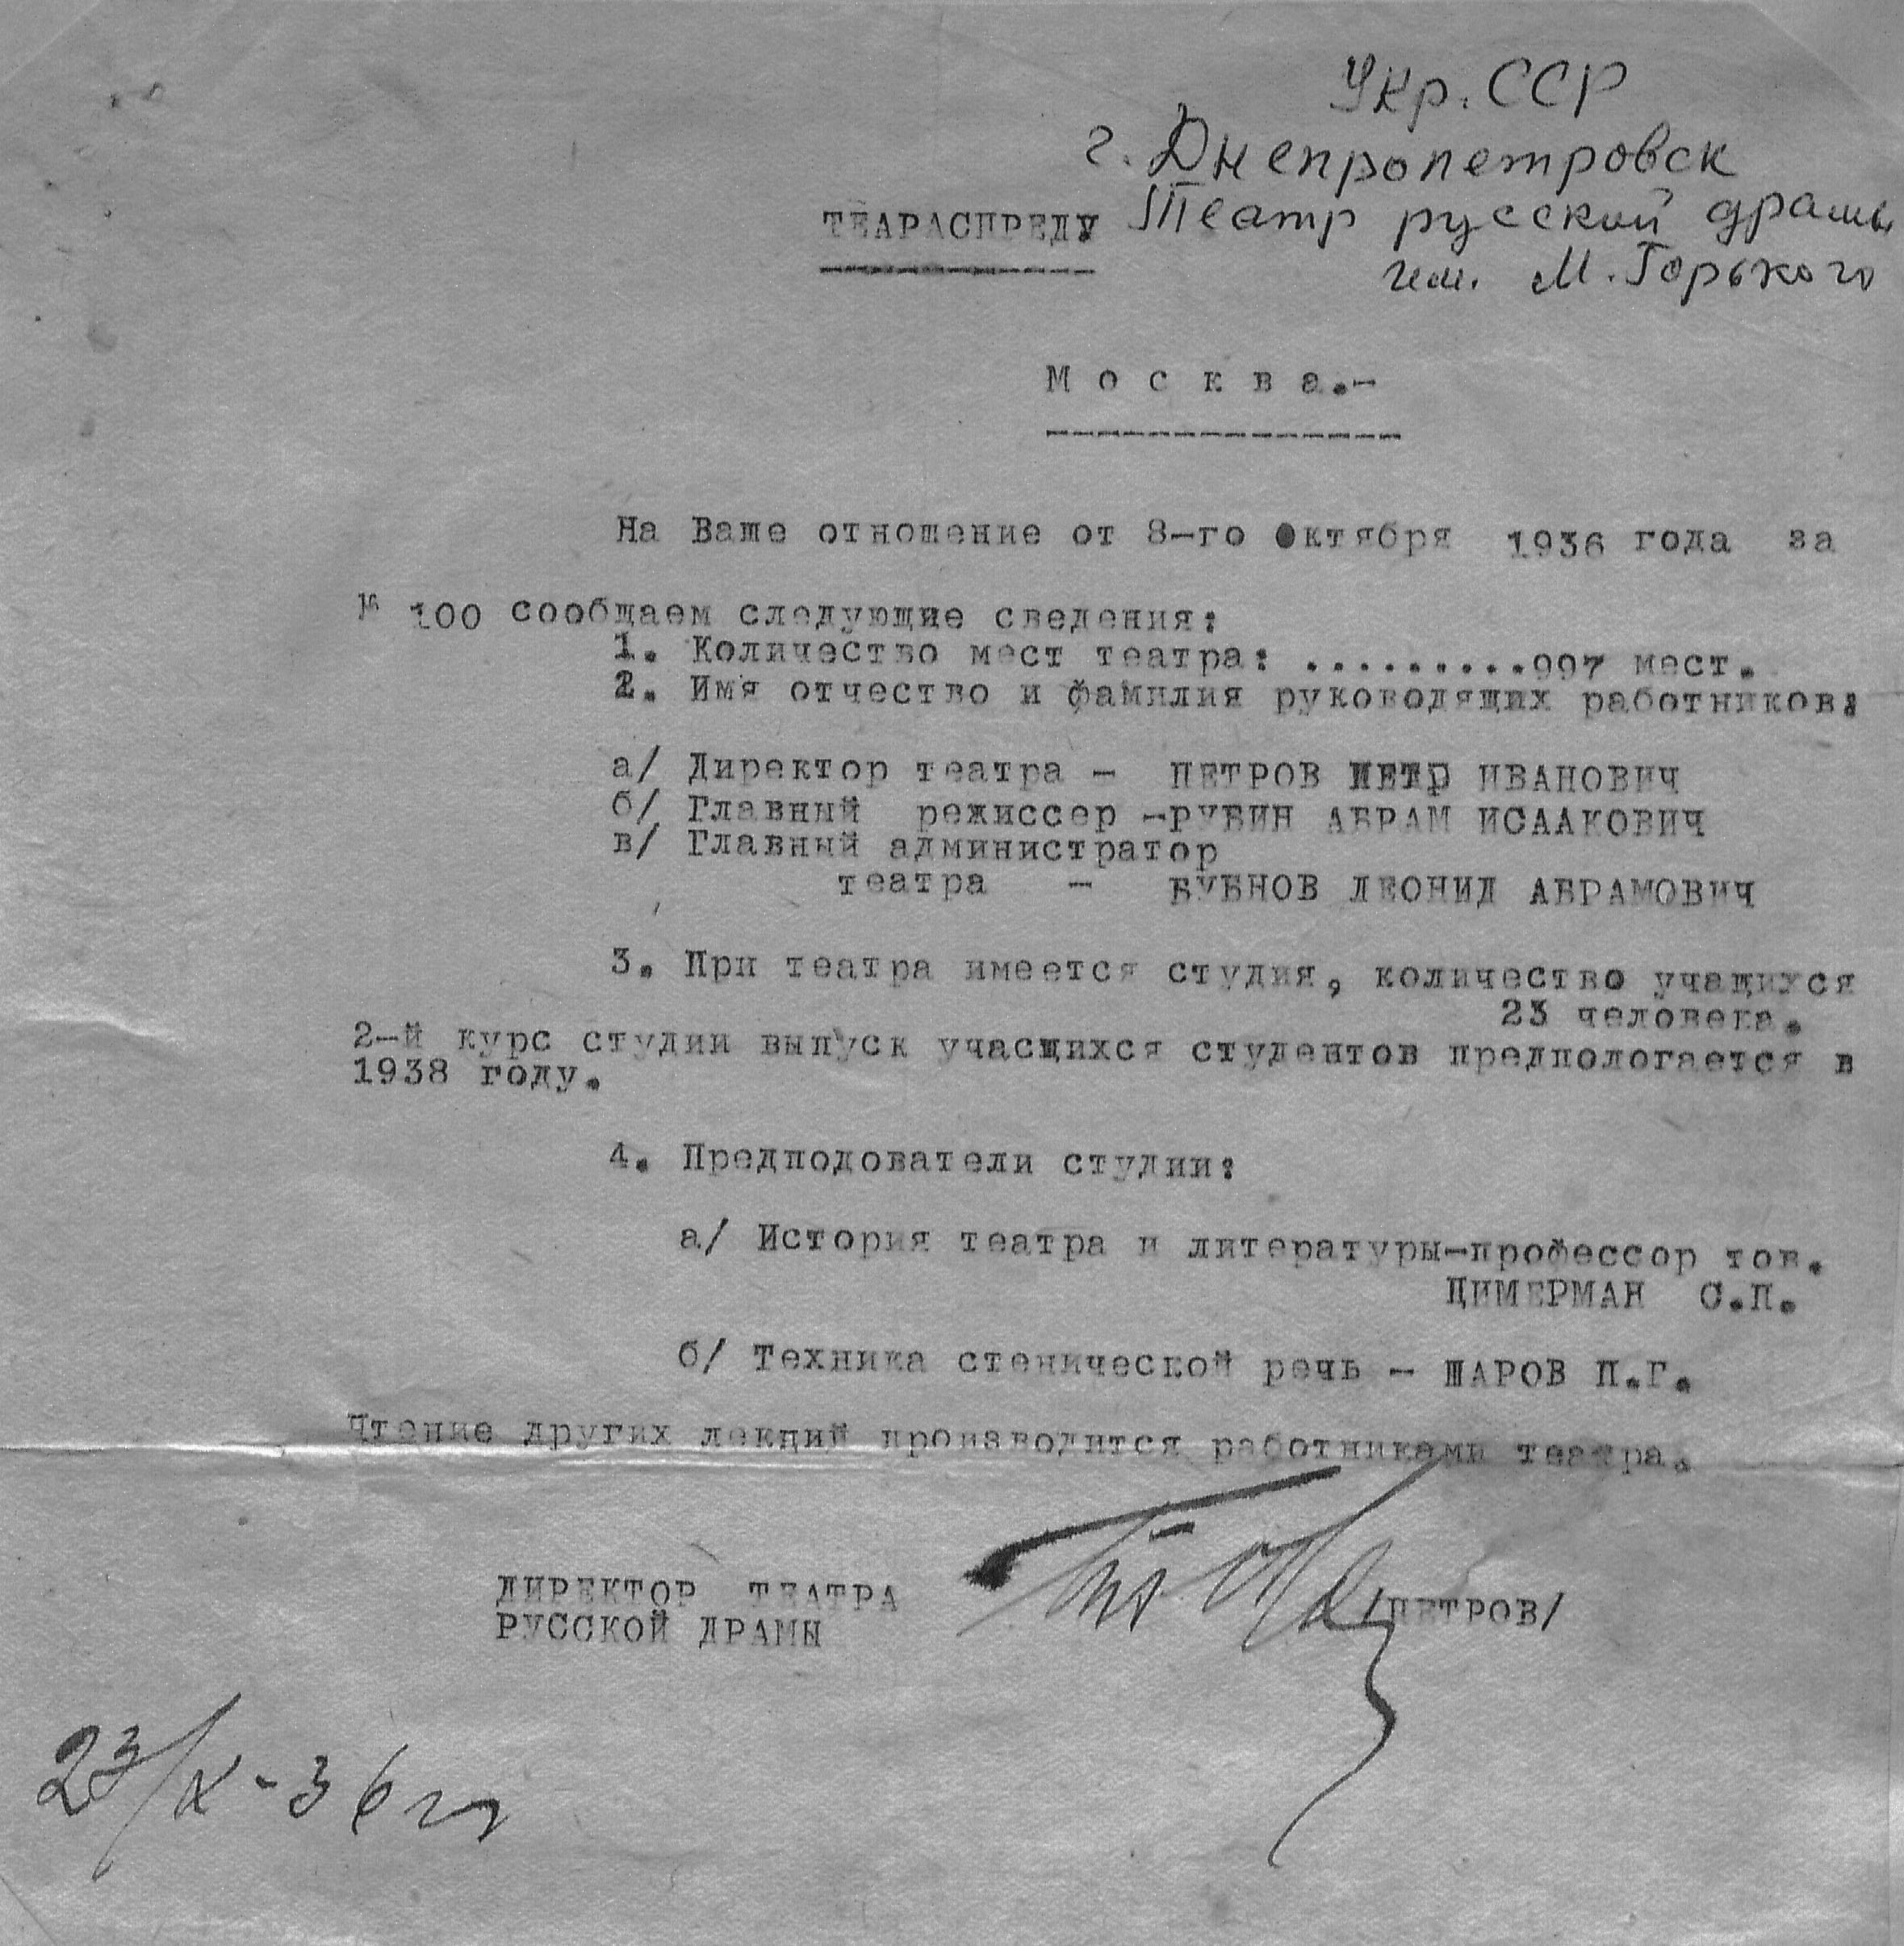 Укр. ССР
г. Днепропетровск
Театр русской драмы
им. М. Горького
ТЕАРАСПРЕДУ
Москва.-
На Ваше отношение от 8-го Октября 1936 года за
№ 100 сообщаем следующие сведения:
1. Количество мест театра: .........997 мест.
2. Имя отчество и фамилия руководящих работников:
а/ Директор театра - ПЕТРОВ ПЕТР ИВАНОВИЧ
б/ Главный режиссер -РУБИН АБРАМ ИСААКОВИЧ
в/ Главный администратор
театра - БУБНОВ ЛЕОНИД АБРАМОВИЧ
3. При театра имеется студия, количество учащихся
23 человека.
2-й курс студии выпуск учасщихся студентов предпологается в
1938 году.
4. Предподователи студии:
а/ История театра и литературы-профессор тов.
ЦИМЕРМАН С.П.
б/ Техника стенической речь - ШАРОВ П.Г.
Чтение других лекций производится работниками театра.
ДИРЕКТОР ТЕАТРА
РУССКОЙ ДРАМЫ
/ПЕТРОВ/
23/X-36 г.